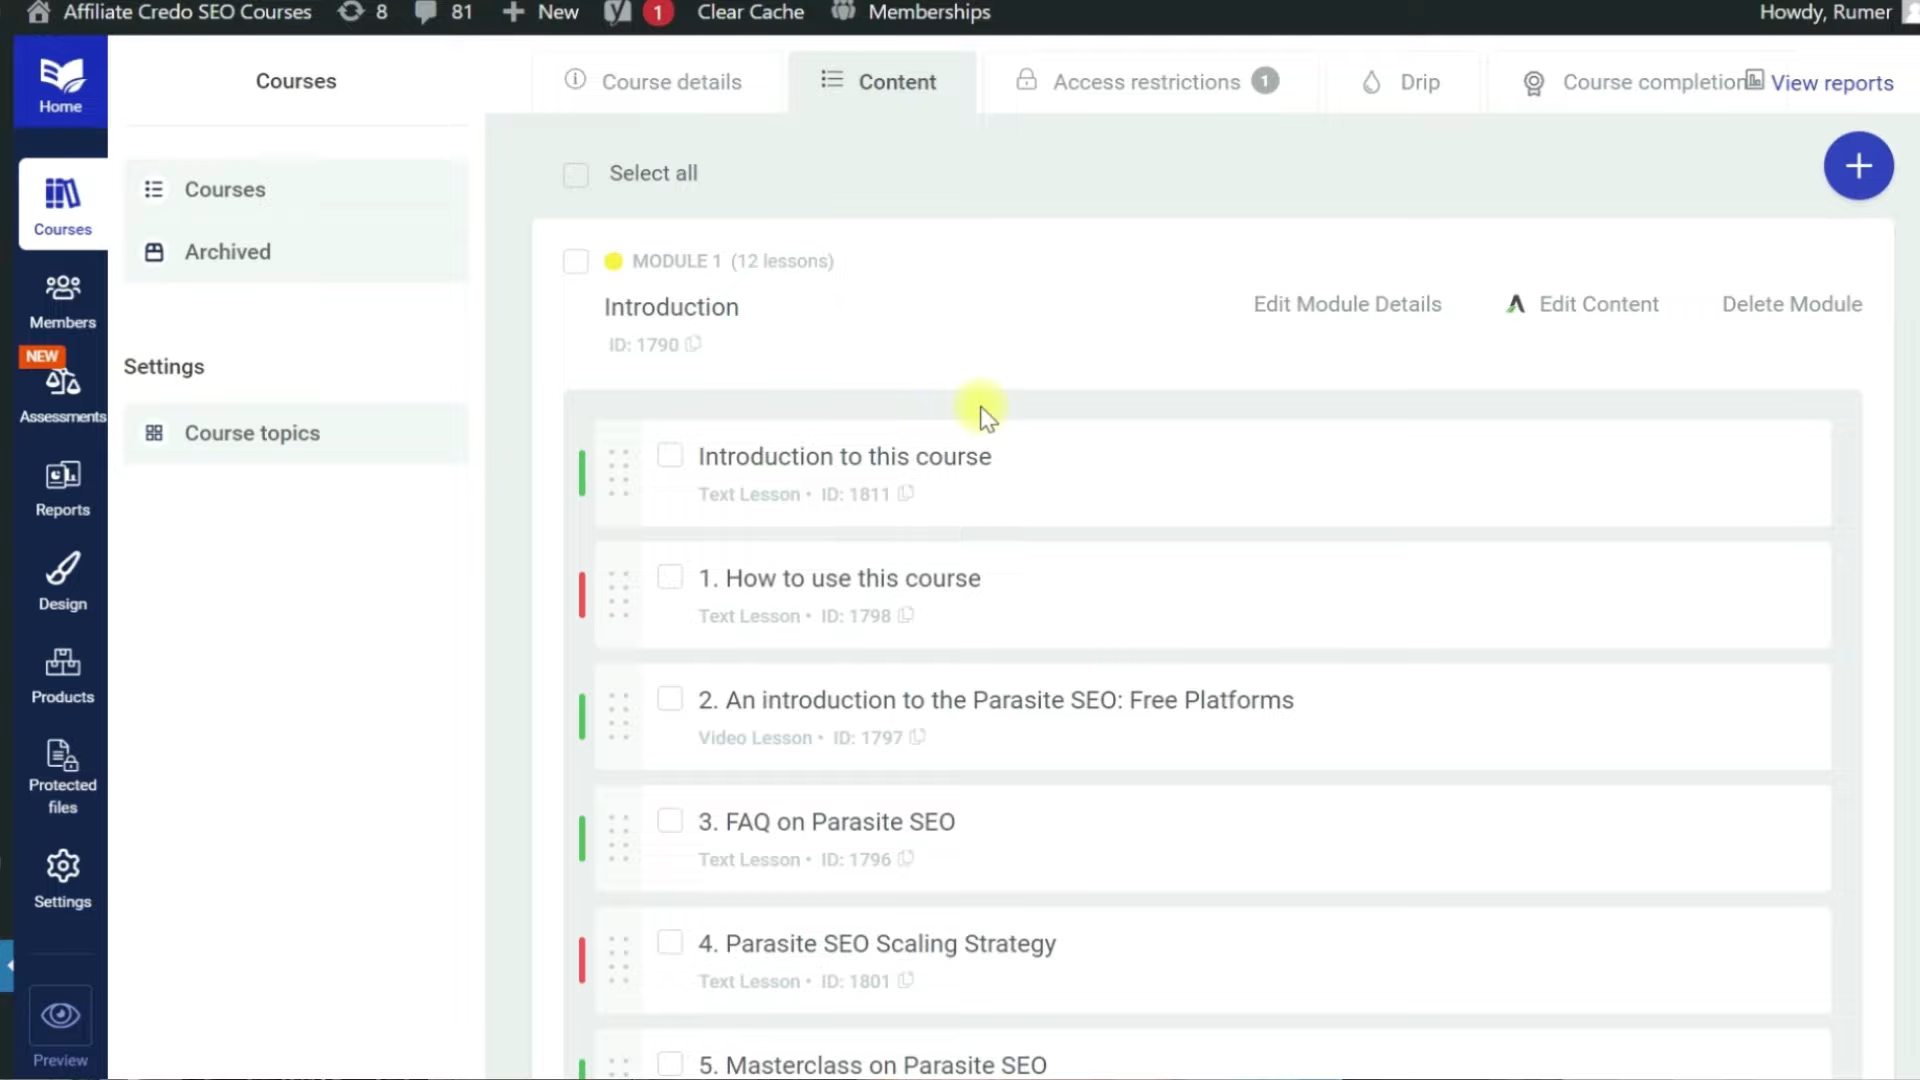 Affiliate Credo SEO Courses 8 81 New 1 Clear Cache Memberships Howdy, Rumer
Home
Courses
Members
NEW
Assessments
Reports
Design
Products
Protected
files
Settings
Preview
Courses
Courses
Archived
Settings
Course topics
Course details Content Access restrictions 1 Drip Course completion View reports
Select all
MODULE 1 (12 lessons)
Introduction
ID: 1790
Edit Module Details Edit Content Delete Module
Introduction to this course
Text Lesson • ID: 1811
1. How to use this course
Text Lesson • ID: 1798
2. An introduction to the Parasite SEO: Free Platforms
Video Lesson • ID: 1797
3. FAQ on Parasite SEO
Text Lesson • ID: 1796
4. Parasite SEO Scaling Strategy
Text Lesson • ID: 1801
5. Masterclass on Parasite SEO